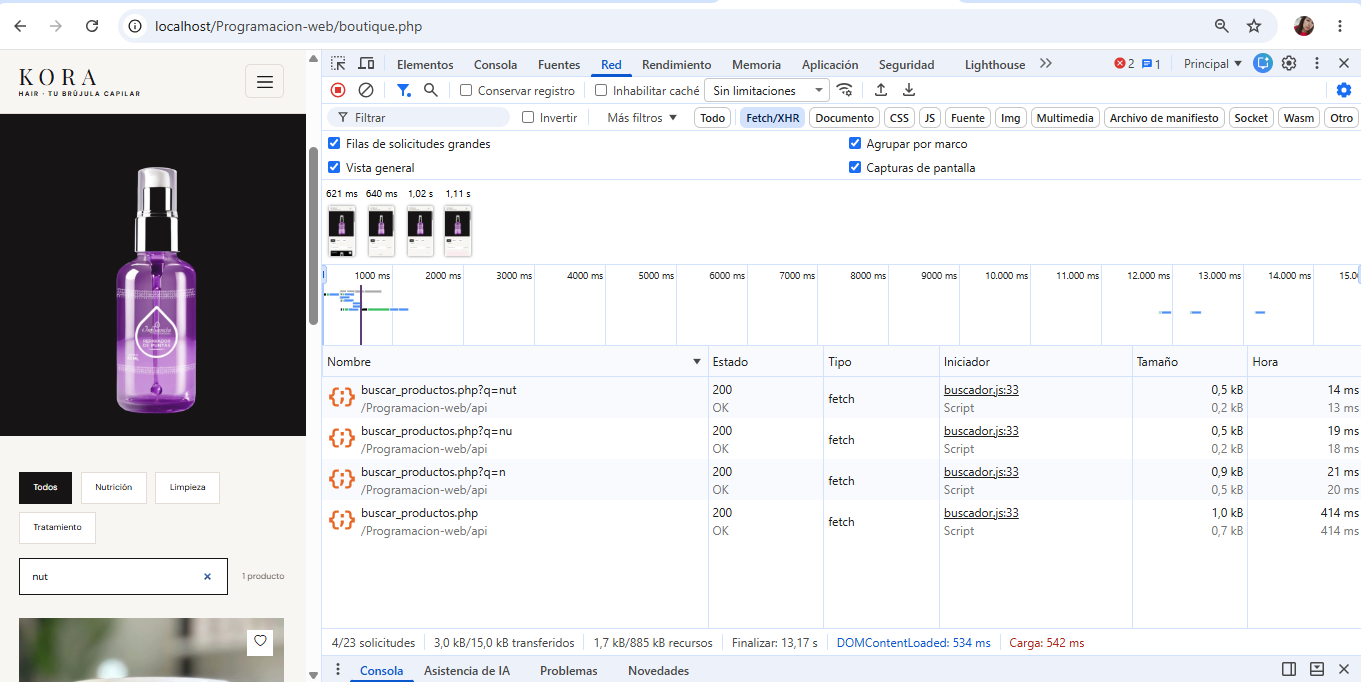 localhost/Programacion-web/boutique.php
KORA
HAIR · TU BRÚJULA CAPILAR
REPARADOR
DE PUNTAS
Todos Nutrición Limpieza
Tratamiento
nut × 1 producto
Elementos Consola Fuentes Red Rendimiento Memoria Aplicación Seguridad Lighthouse 2 1 Principal
Conservar registro Inhabilitar caché Sin limitaciones
Filtrar Invertir Más filtros Todo Fetch/XHR Documento CSS JS Fuente Img Multimedia Archivo de manifiesto Socket Wasm Otro
Filas de solicitudes grandes Agrupar por marco
Vista general Capturas de pantalla
621 ms 640 ms 1,02 s 1,11 s
1000 ms 2000 ms 3000 ms 4000 ms 5000 ms 6000 ms 7000 ms 8000 ms 9000 ms 10.000 ms 11.000 ms 12.000 ms 13.000 ms 14.000 ms 15.0
Nombre Estado Tipo Iniciador Tamaño Hora
buscar_productos.php?q=nut 200 fetch buscador.js:33 0,5 kB 14 ms
/Programacion-web/api OK Script 0,2 kB 13 ms
buscar_productos.php?q=nu 200 fetch buscador.js:33 0,5 kB 19 ms
/Programacion-web/api OK Script 0,2 kB 18 ms
buscar_productos.php?q=n 200 fetch buscador.js:33 0,9 kB 21 ms
/Programacion-web/api OK Script 0,5 kB 20 ms
buscar_productos.php 200 fetch buscador.js:33 1,0 kB 414 ms
/Programacion-web/api OK Script 0,7 kB 414 ms
4/23 solicitudes 3,0 kB/15,0 kB transferidos 1,7 kB/885 kB recursos Finalizar: 13,17 s DOMContentLoaded: 534 ms Carga: 542 ms
Consola Asistencia de IA Problemas Novedades